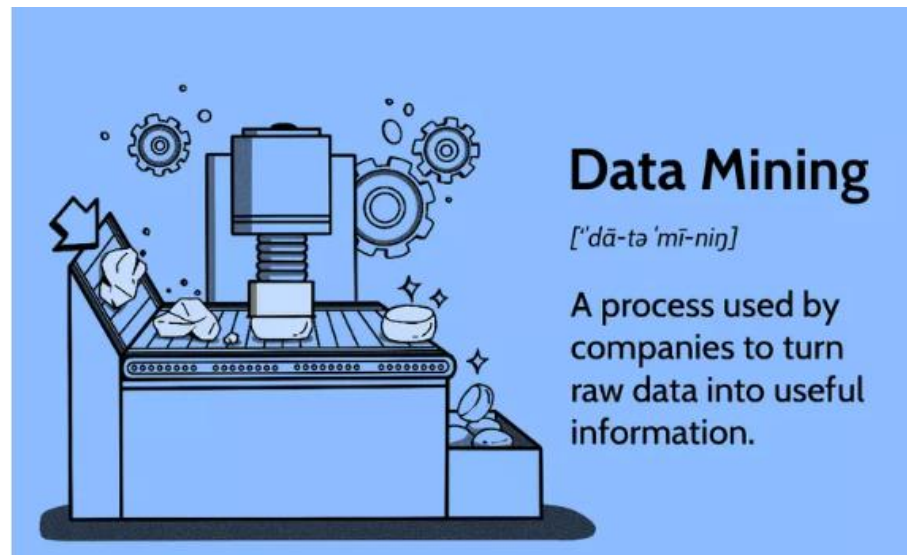 Data Mining
[ˈdā-tə ˈmī-niŋ]
A process used by
companies to turn
raw data into useful
information.